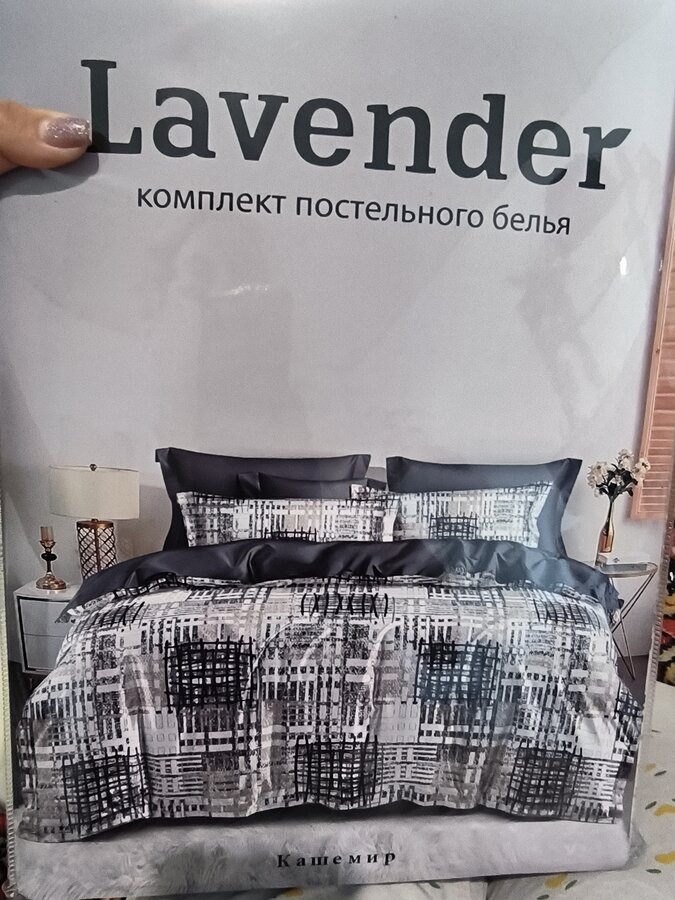 Lavender
комплект постельного белья
Кашемир